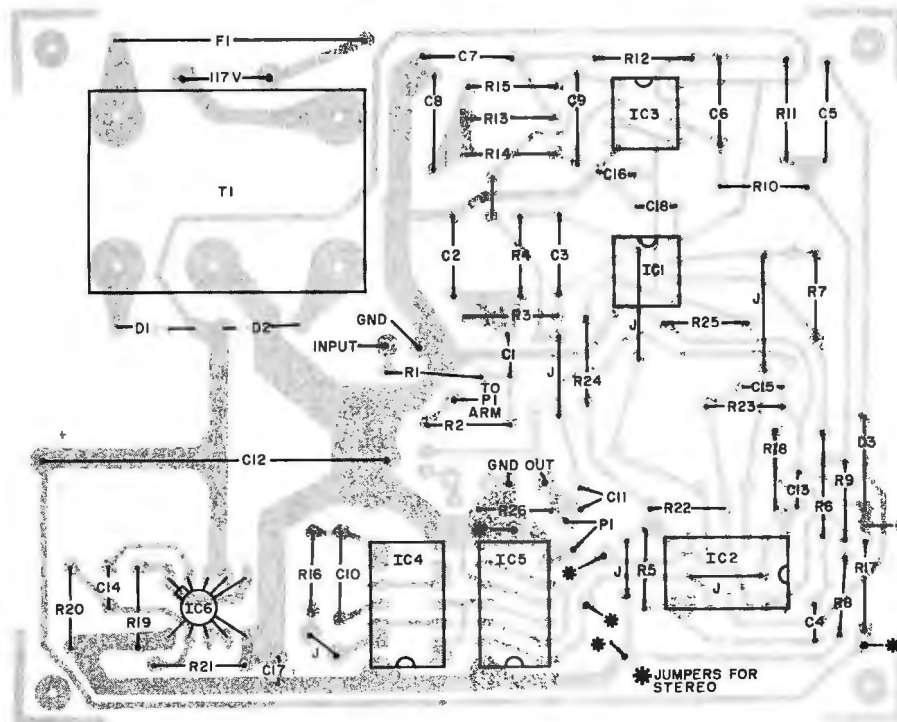 F1
117V
T1
C7
R12
C8
R15
R13
R14
C9
IC3
C6
R11
C5
C16
R10
C18
C2
R4
C3
IC1
R7
J
J
R25
D1
D2
GND
INPUT
R3
C1
J
R24
R1
TO
P1
ARM
R2
C15
R23
+
C12
GND OUT
C11
R26
P1
R22
R18
C13
R6
R9
D3
R20
C14
R19
IC6
R21
C17
R16
C10
J
IC4
IC5
J
R5
IC2
J
C4
R8
R17
JUMPERS FOR
STEREO